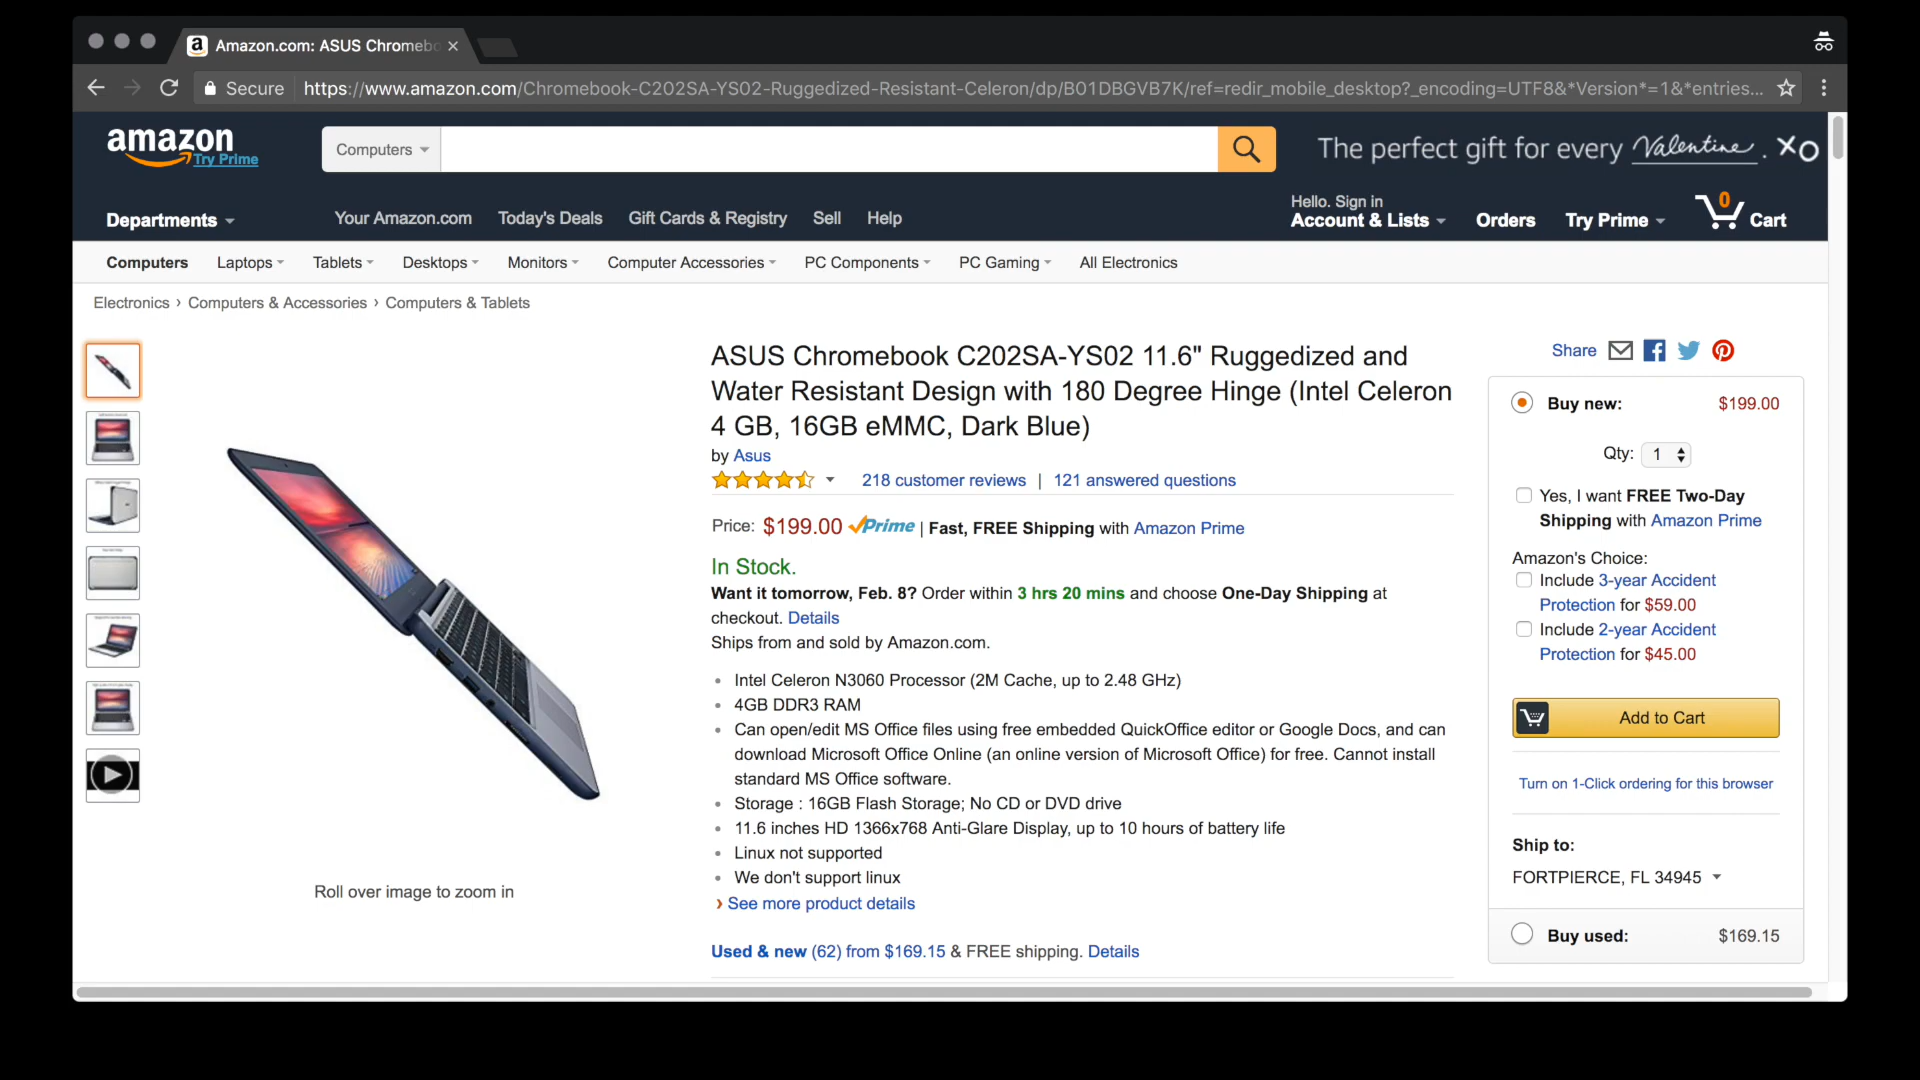 Amazon.com: ASUS Chromebo
Secure https://www.amazon.com/Chromebook-C202SA-YS02-Ruggedized-Resistant-Celeron/dp/B01DBGVB7K/ref=redir_mobile_desktop?_encoding=UTF8&*Version*=1&*entries...
amazon
Try Prime
Computers
The perfect gift for every Valentine. XO
Departments
Your Amazon.com Today's Deals Gift Cards & Registry Sell Help
Hello. Sign in
Account & Lists
Orders
Try Prime
0
Cart
Computers Laptops Tablets Desktops Monitors Computer Accessories PC Components PC Gaming All Electronics
Electronics › Computers & Accessories › Computers & Tablets
Roll over image to zoom in
ASUS Chromebook C202SA-YS02 11.6" Ruggedized and
Water Resistant Design with 180 Degree Hinge (Intel Celeron
4 GB, 16GB eMMC, Dark Blue)
by Asus
218 customer reviews | 121 answered questions
Price: $199.00 Prime | Fast, FREE Shipping with Amazon Prime
In Stock.
Want it tomorrow, Feb. 8? Order within 3 hrs 20 mins and choose One-Day Shipping at
checkout. Details
Ships from and sold by Amazon.com.
• Intel Celeron N3060 Processor (2M Cache, up to 2.48 GHz)
• 4GB DDR3 RAM
• Can open/edit MS Office files using free embedded QuickOffice editor or Google Docs, and can
download Microsoft Office Online (an online version of Microsoft Office) for free. Cannot install
standard MS Office software.
• Storage : 16GB Flash Storage; No CD or DVD drive
• 11.6 inches HD 1366x768 Anti-Glare Display, up to 10 hours of battery life
• Linux not supported
• We don't support linux
› See more product details
Used & new (62) from $169.15 & FREE shipping. Details
Share
Buy new: $199.00
Qty: 1
Yes, I want FREE Two-Day
Shipping with Amazon Prime
Amazon's Choice:
Include 3-year Accident
Protection for $59.00
Include 2-year Accident
Protection for $45.00
Add to Cart
Turn on 1-Click ordering for this browser
Ship to:
FORTPIERCE, FL 34945
Buy used: $169.15